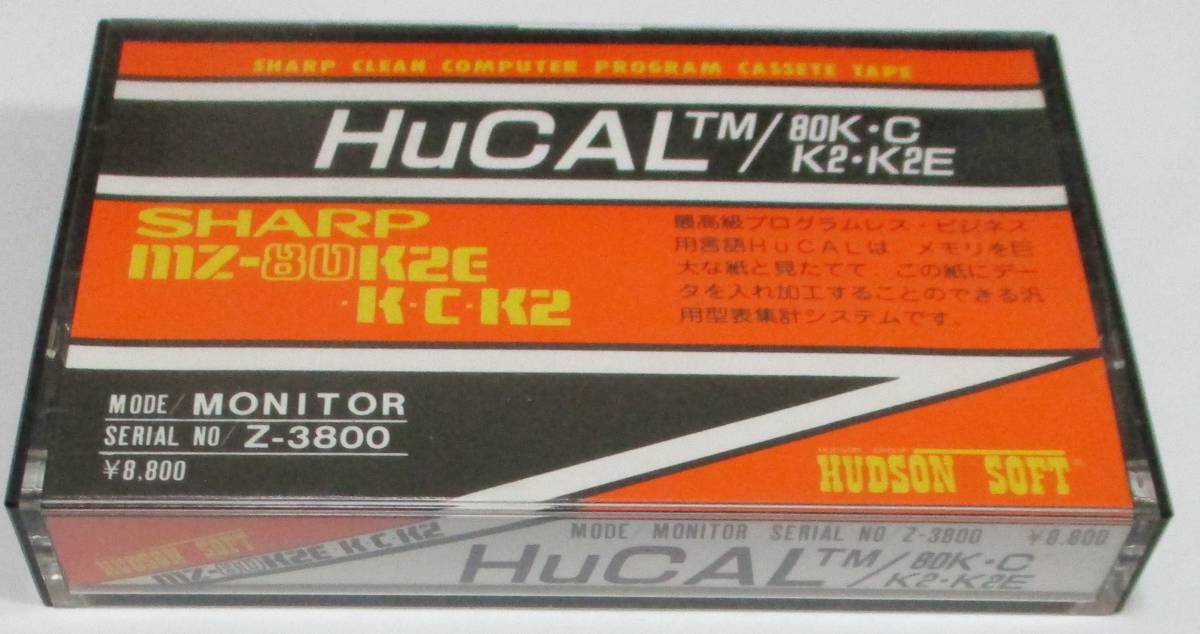 SHARP CLEAN COMPUTER PROGRAM CASSETE TAPE
HuCAL™/80K・C
K2・K2E
SHARP
MZ-80K2E
・K・C・K2
最高級プログラムレス・ビジネス
用言語HuCALは、メモリを巨
大な紙と見たてて、この紙にデー
タを入れ加工することのできる汎
用型表集計システムです。
MODE/MONITOR
SERIAL NO/Z-3800
¥8,800
HUDSON SOFT
HUDSON SOFT
MZ-80K2E・K・C・K2
MODE/MONITOR SERIAL NO Z-3800 ¥8,800
HuCAL™/80K・C
K2・K2E